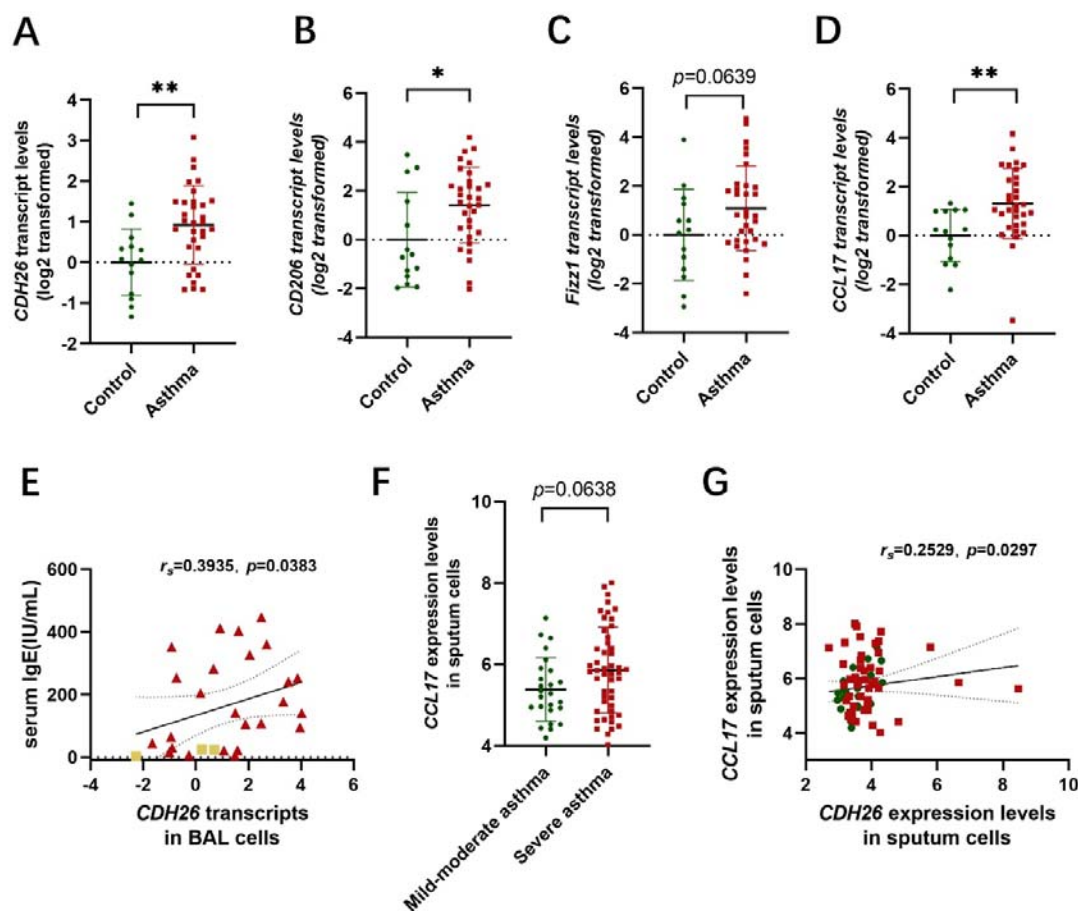 A
CDH26 transcript levels
(log2 transformed)
4
3
2
1
0
-1
-2
**
Control
Asthma
B
CD206 transcript levels
(log2 transformed)
6
4
2
0
-2
-4
*
Control
Asthma
C
Fizz1 transcript levels
(log2 transformed)
6
4
2
0
-2
-4
p=0.0639
Control
Asthma
D
CCL17 transcript levels
(log2 transformed)
6
4
2
0
-2
-4
**
Control
Asthma
E
rs=0.3935, p=0.0383
serum IgE(IU/mL)
600
400
200
0
-4
-2
0
2
4
6
CDH26 transcripts
in BAL cells
F
p=0.0638
CCL17 expression levels
in sputum cells
10
8
6
4
Mild-moderate asthma
Severe asthma
G
rs=0.2529, p=0.0297
CCL17 expression levels
in sputum cells
10
8
6
4
2
4
6
8
10
CDH26 expression levels
in sputum cells